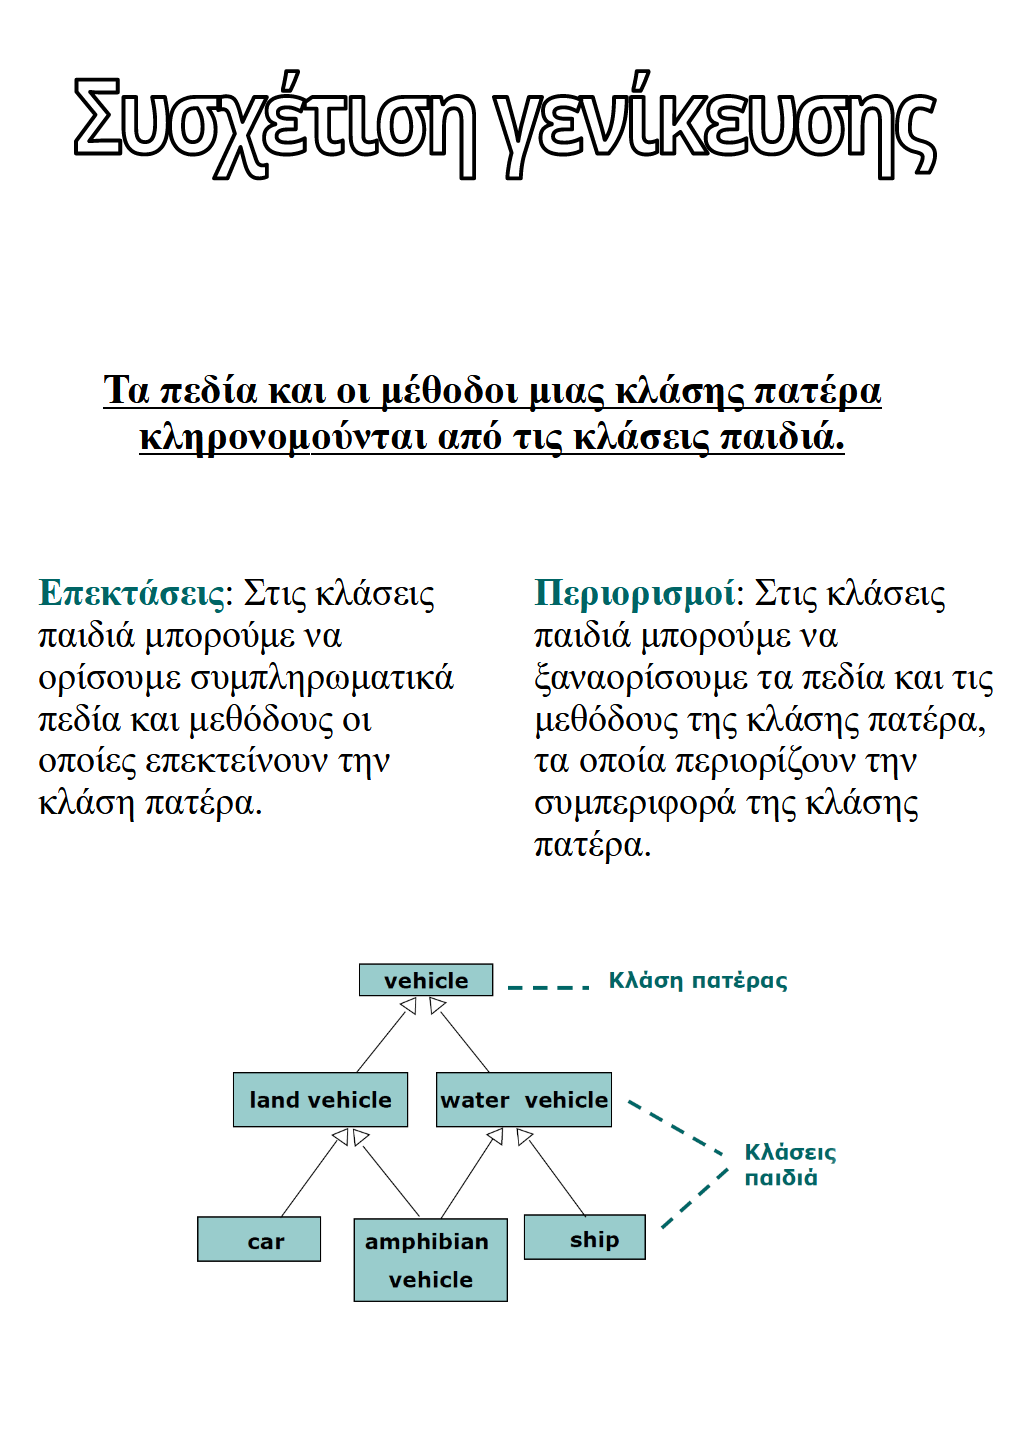 Συσχέτιση γενίκευσης
Τα πεδία και οι μέθοδοι μιας κλάσης πατέρα
κληρονομούνται από τις κλάσεις παιδιά.
Επεκτάσεις: Στις κλάσεις
παιδιά μπορούμε να
ορίσουμε συμπληρωματικά
πεδία και μεθόδους οι
οποίες επεκτείνουν την
κλάση πατέρα.
Περιορισμοί: Στις κλάσεις
παιδιά μπορούμε να
ξαναορίσουμε τα πεδία και τις
μεθόδους της κλάσης πατέρα,
τα οποία περιορίζουν την
συμπεριφορά της κλάσης
πατέρα.
vehicle
Κλάση πατέρας
land vehicle
water vehicle
Κλάσεις
παιδιά
car
amphibian
vehicle
ship